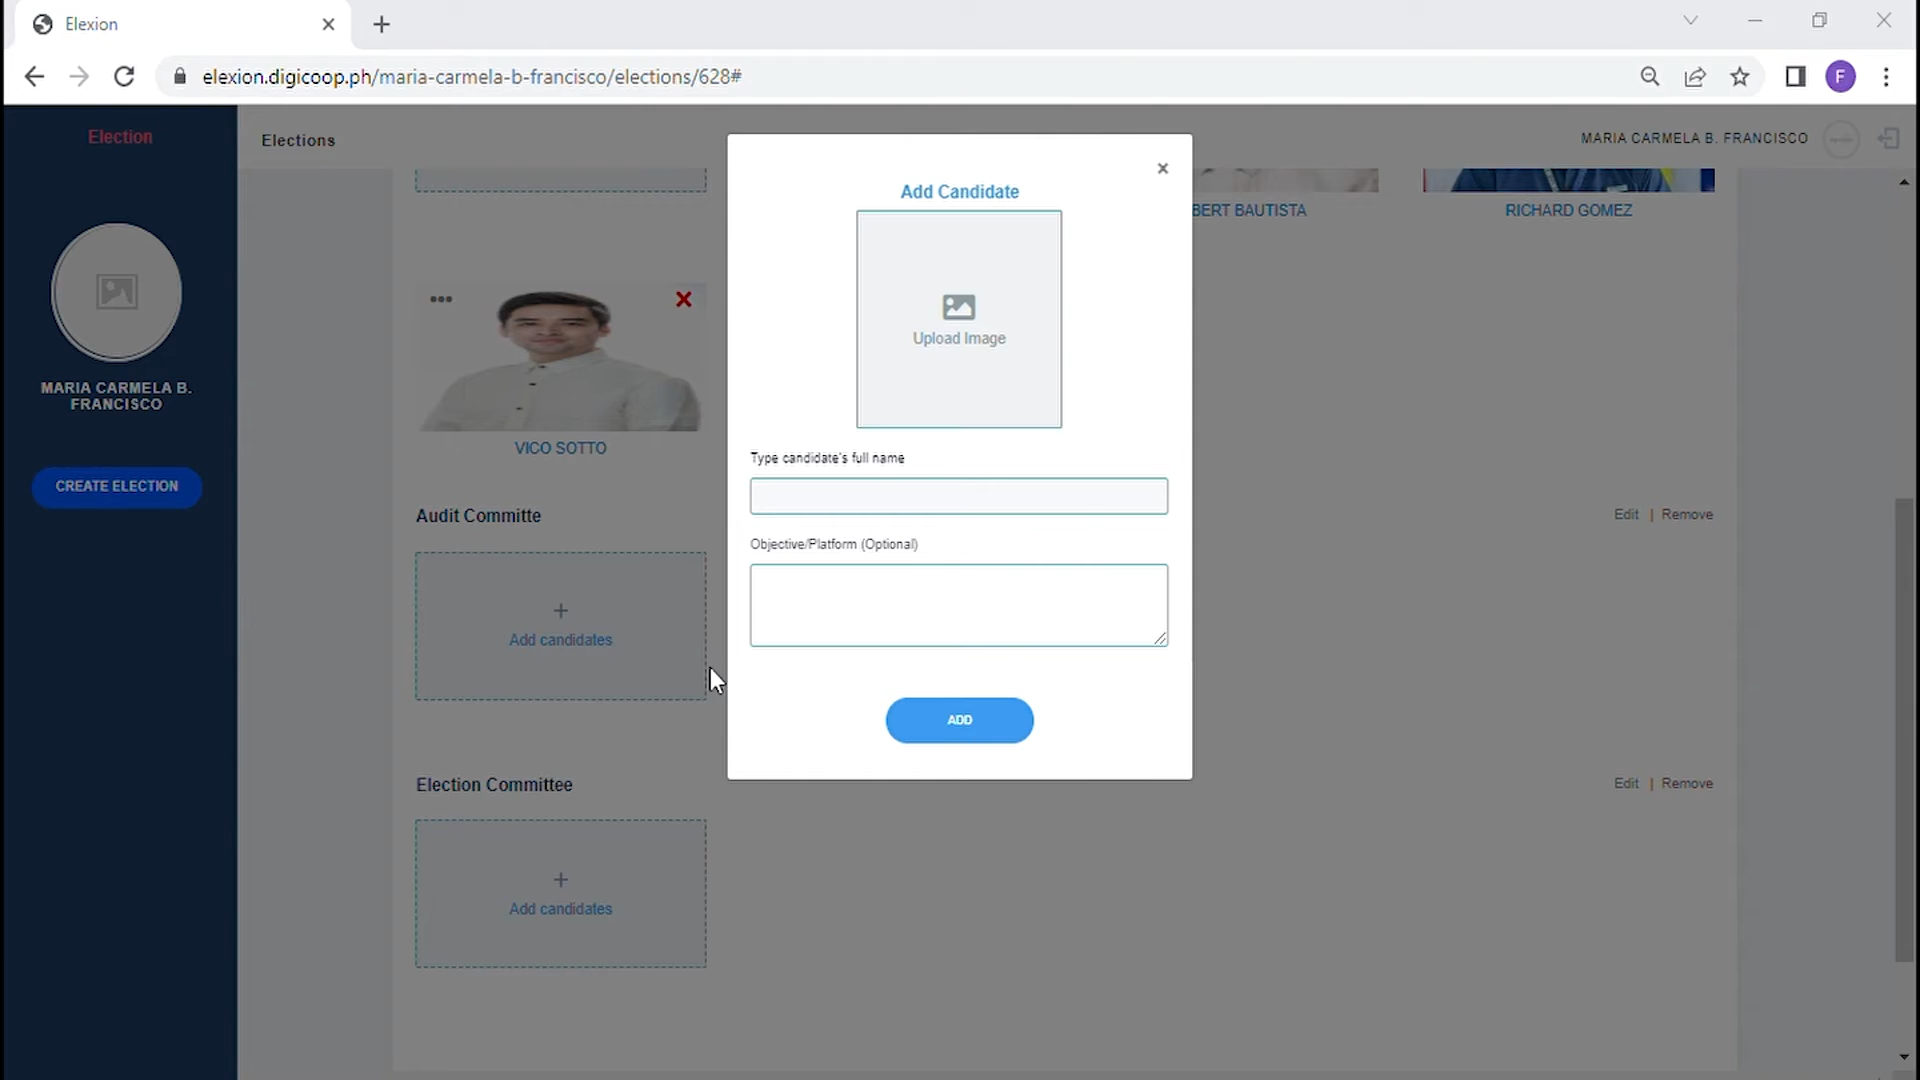 Elexion
elexion.digicoop.ph/maria-carmela-b-francisco/elections/628#
F
Election
Elections
MARIA CARMELA B. FRANCISCO
Add Candidate
BERT BAUTISTA
RICHARD GOMEZ
Upload Image
MARIA CARMELA B.
FRANCISCO
VICO SOTTO
Type candidate's full name
CREATE ELECTION
Audit Committe
Edit | Remove
Objective/Platform (Optional)
Add candidates
ADD
Election Committee
Edit | Remove
Add candidates